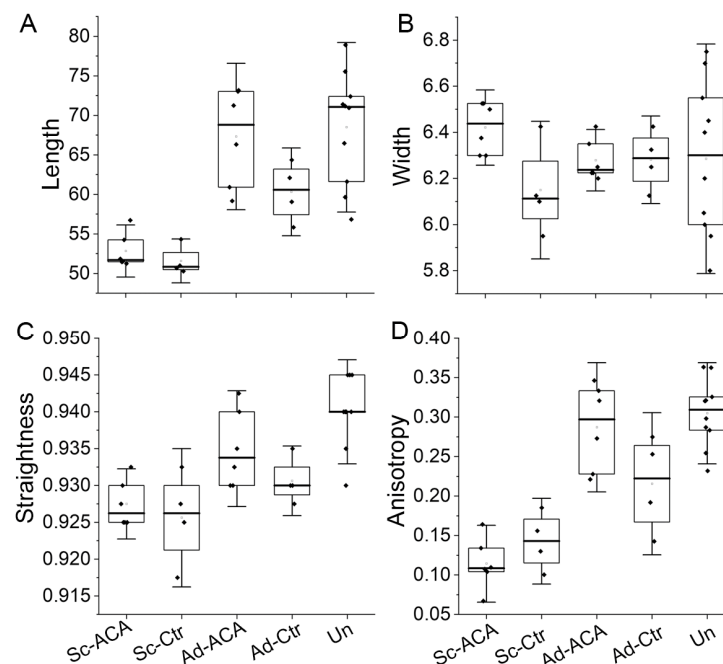 A
Length
80
75
70
65
60
55
50
B
Width
6.8
6.4
6.2
6.0
5.8
C
Straightness
0.950
0.945
0.940
0.935
0.930
0.925
0.920
0.915
Sc-ACA
Sc-Ctr
Ad-ACA
Ad-Ctr
Un
D
Anisotropy
0.40
0.35
0.30
0.25
0.20
0.15
0.10
0.05
Sc-ACA
Sc-Ctr
Ad-ACA
Ad-Ctr
Un